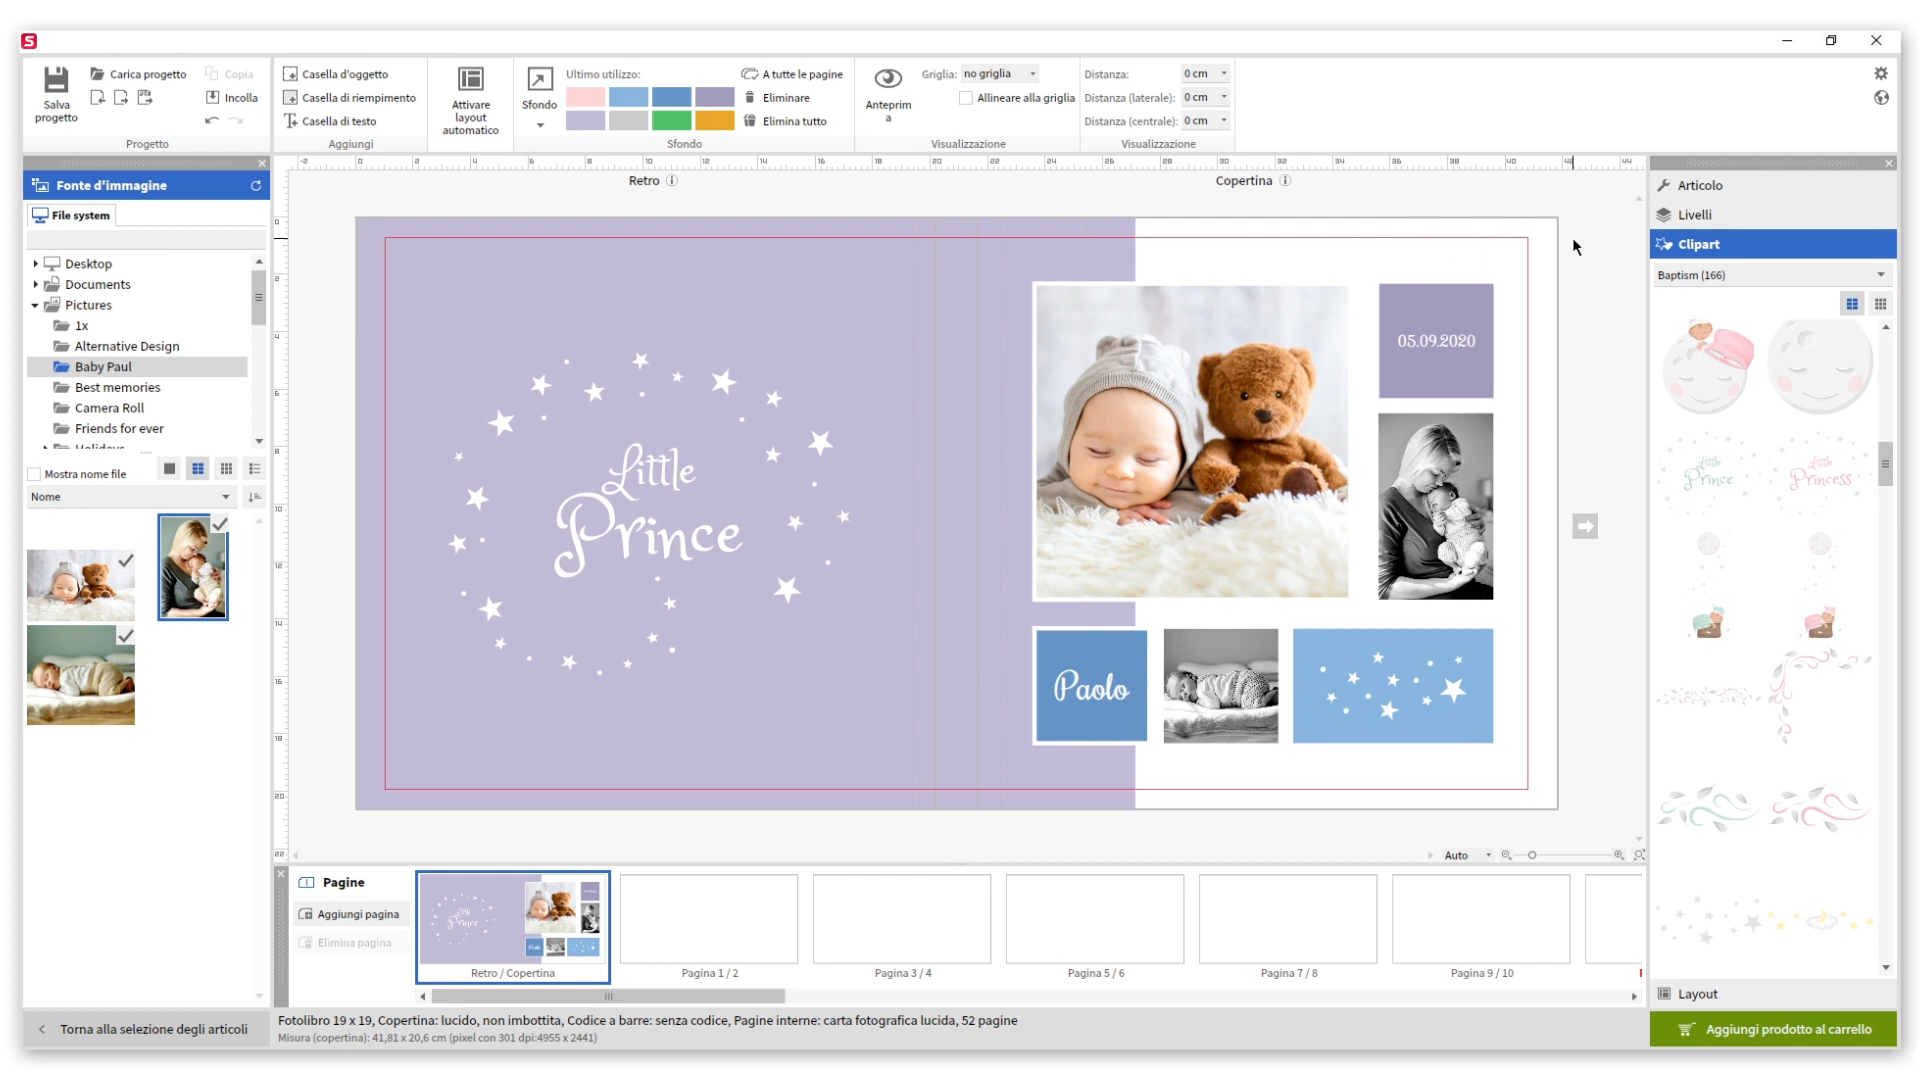 S
Salva
progetto
Carica progetto
Copia
Incolla
Progetto
Casella d'oggetto
Casella di riempimento
Casella di testo
Aggiungi
Attivare
layout
automatico
Sfondo
Ultimo utilizzo:
A tutte le pagine
Eliminare
Elimina tutto
Sfondo
Anteprim
a
Griglia: no griglia
Allineare alla griglia
Visualizzazione
Distanza: 0 cm
Distanza (laterale): 0 cm
Distanza (centrale): 0 cm
Visualizzazione
Fonte d'immagine
File system
Desktop
Documents
Pictures
1x
Alternative Design
Baby Paul
Best memories
Camera Roll
Friends for ever
Holidays
Mostra nome file
Nome
Retro
Copertina
Little
Prince
05.09.2020
Paolo
Auto
Articolo
Livelli
Clipart
Baptism (166)
Little
Prince
Little
Princess
Layout
Pagine
Aggiungi pagina
Elimina pagina
Retro / Copertina
Pagina 1 / 2
Pagina 3 / 4
Pagina 5 / 6
Pagina 7 / 8
Pagina 9 / 10
Torna alla selezione degli articoli
Fotolibro 19 x 19, Copertina: lucido, non imbottita, Codice a barre: senza codice, Pagine interne: carta fotografica lucida, 52 pagine
Misura (copertina): 41,81 x 20,6 cm (pixel con 301 dpi:4955 x 2441)
Aggiungi prodotto al carrello